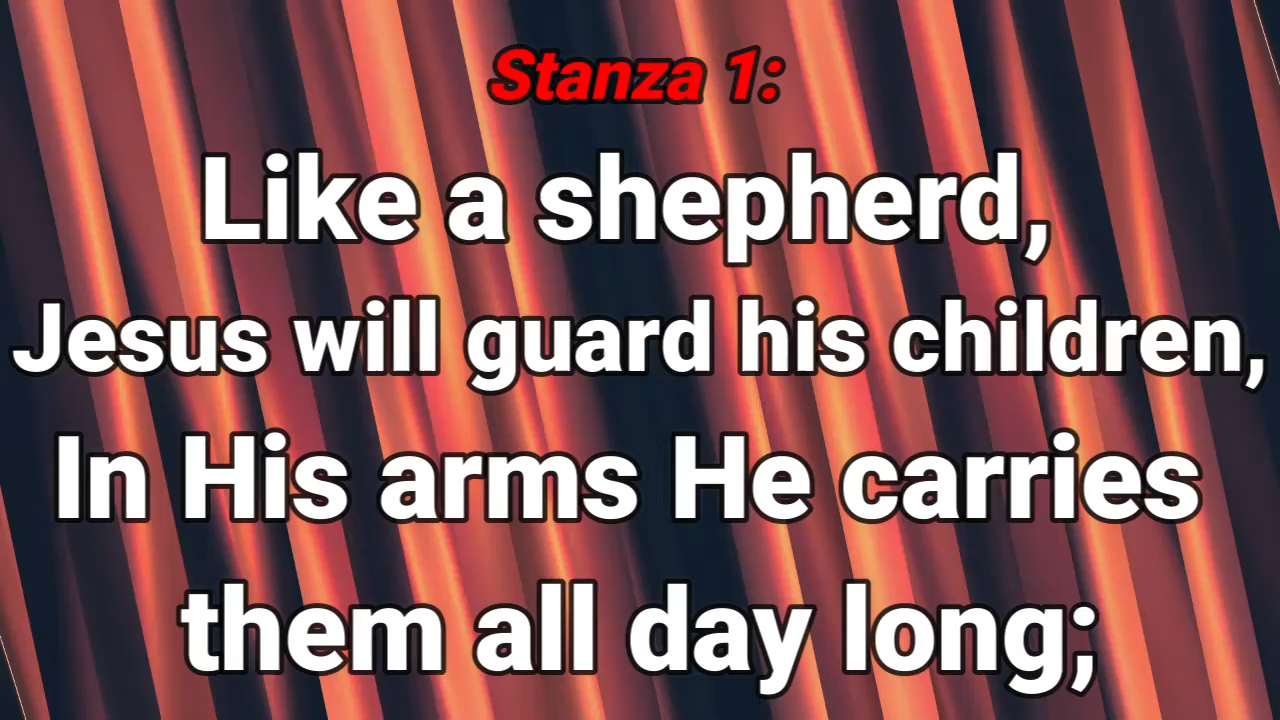 Stanza 1:
Like a shepherd,
Jesus will guard his children,
In His arms He carries
them all day long;